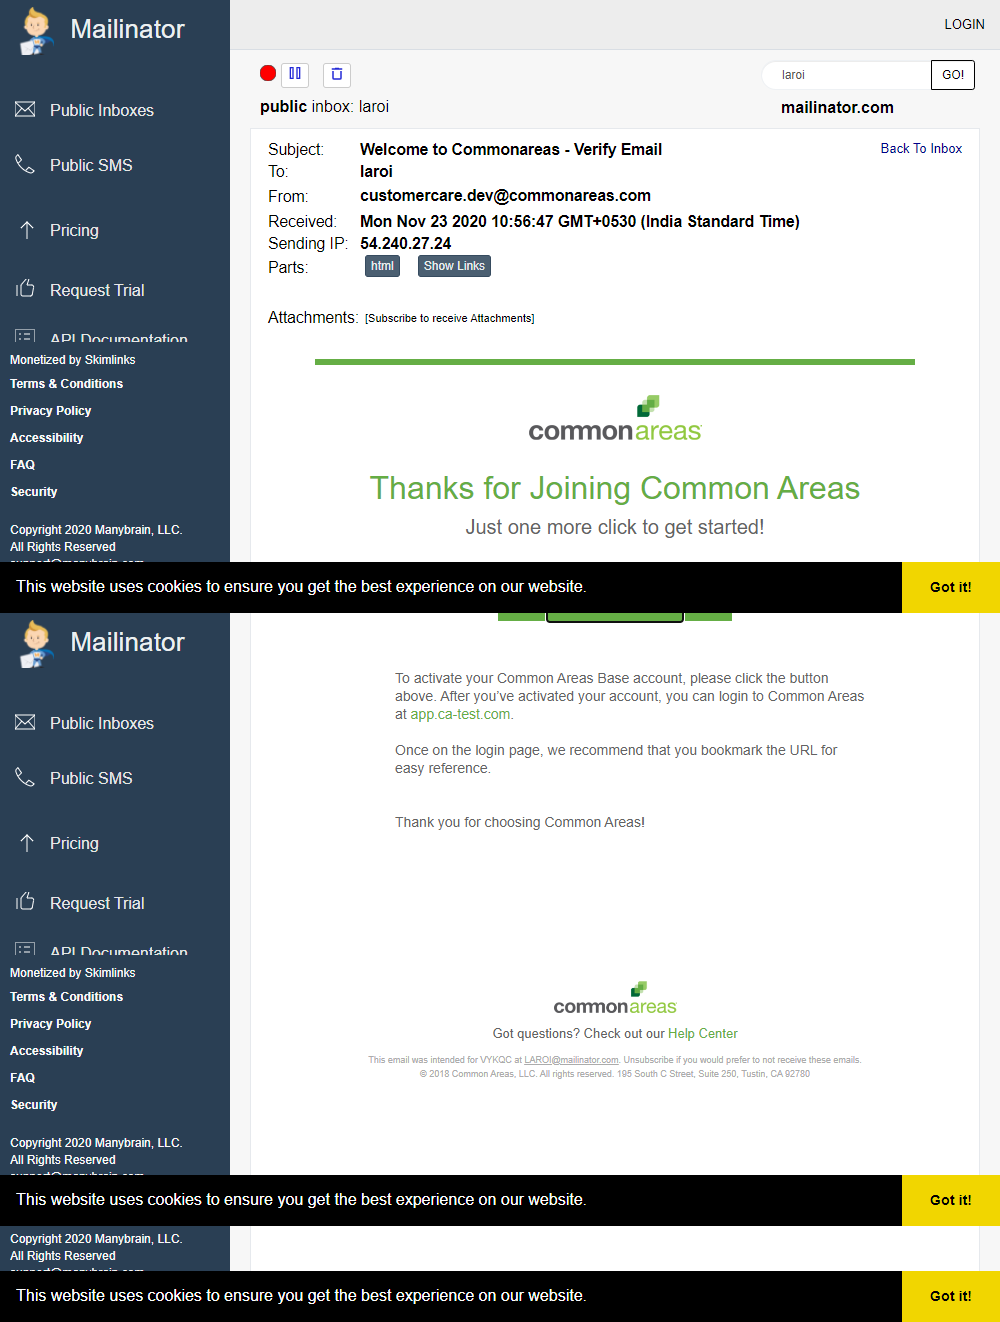 Mailinator
LOGIN
Public Inboxes
Public SMS
Pricing
Request Trial
API Documentation
Monetized by Skimlinks
Terms & Conditions
Privacy Policy
Accessibility
FAQ
Security
Copyright 2020 Manybrain, LLC.
All Rights Reserved
laroi
GO!
public inbox: laroi
mailinator.com
Subject: Welcome to Commonareas - Verify Email
Back To Inbox
To: laroi
From: customercare.dev@commonareas.com
Received: Mon Nov 23 2020 10:56:47 GMT+0530 (India Standard Time)
Sending IP: 54.240.27.24
Parts: html Show Links
Attachments: [Subscribe to receive Attachments]
commonareas
Thanks for Joining Common Areas
Just one more click to get started!
This website uses cookies to ensure you get the best experience on our website.
Got it!
Mailinator
Public Inboxes
Public SMS
Pricing
Request Trial
API Documentation
Monetized by Skimlinks
Terms & Conditions
Privacy Policy
Accessibility
FAQ
Security
Copyright 2020 Manybrain, LLC.
All Rights Reserved
To activate your Common Areas Base account, please click the button
above. After you've activated your account, you can login to Common Areas
at app.ca-test.com.
Once on the login page, we recommend that you bookmark the URL for
easy reference.
Thank you for choosing Common Areas!
commonareas
Got questions? Check out our Help Center
This email was intended for VYKQC at LAROI@mailinator.com. Unsubscribe if you would prefer to not receive these emails.
© 2018 Common Areas, LLC. All rights reserved. 195 South C Street, Suite 250, Tustin, CA 92780
This website uses cookies to ensure you get the best experience on our website.
Got it!
Copyright 2020 Manybrain, LLC.
All Rights Reserved
This website uses cookies to ensure you get the best experience on our website.
Got it!